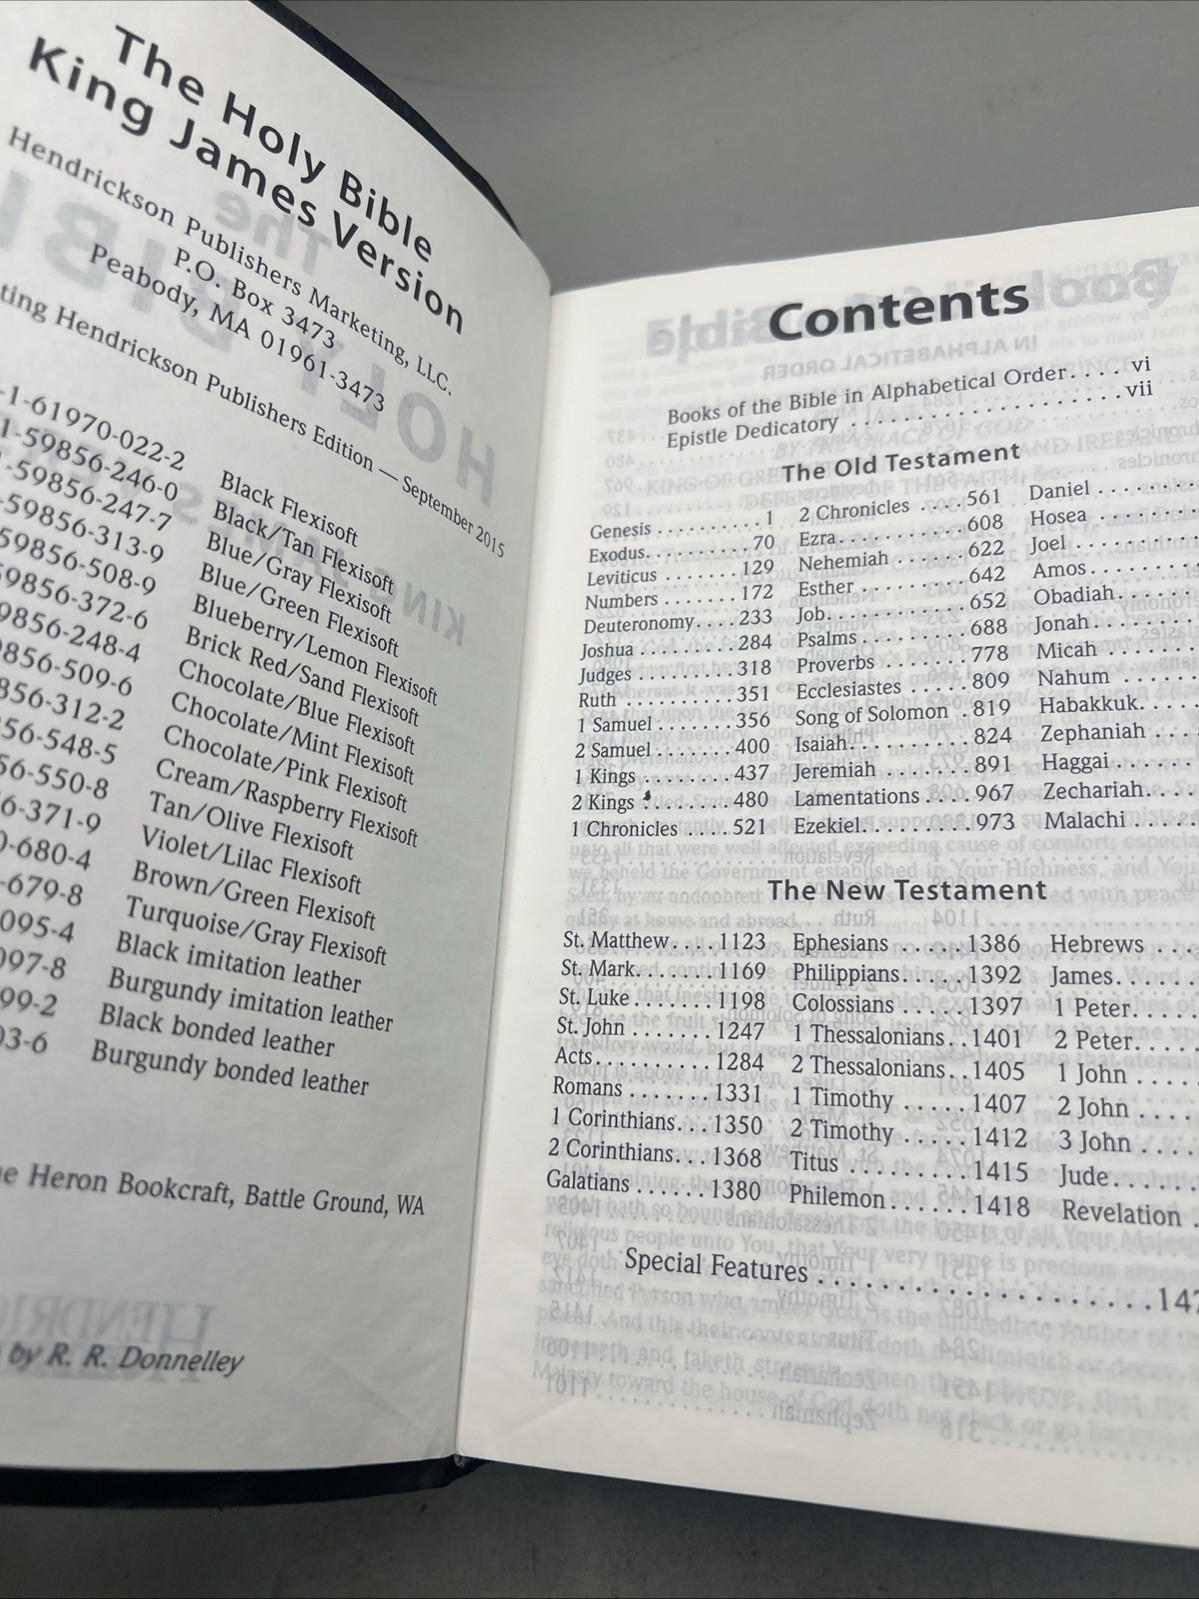 The Holy Bible
King James Version
Hendrickson Publishers Marketing, LLC.
P.O. Box 3473
Peabody, MA 01961-3473
Hendrickson Publishers Edition — September 2015
-1-61970-022-2 Black Flexisoft
1-59856-246-0 Black/Tan Flexisoft
-59856-247-7 Blue/Gray Flexisoft
-59856-313-9 Blue/Green Flexisoft
59856-508-9 Blueberry/Lemon Flexisoft
59856-372-6 Brick Red/Sand Flexisoft
9856-248-4 Chocolate/Blue Flexisoft
9856-509-6 Chocolate/Mint Flexisoft
856-312-2 Chocolate/Pink Flexisoft
56-548-5 Cream/Raspberry Flexisoft
56-550-8 Tan/Olive Flexisoft
6-371-9 Violet/Lilac Flexisoft
0-680-4 Brown/Green Flexisoft
-679-8 Turquoise/Gray Flexisoft
095-4 Black imitation leather
097-8 Burgundy imitation leather
99-2 Black bonded leather
03-6 Burgundy bonded leather
Heron Bookcraft, Battle Ground, WA
by R. R. Donnelley
Contents
Books of the Bible in Alphabetical Order. . . . vi
Epistle Dedicatory . . . . . . . . . . . . . . . . . . . . vii
The Old Testament
Genesis . . . . . . . . . . 1
Exodus. . . . . . . . . . 70
Leviticus . . . . . . . 129
Numbers . . . . . . . 172
Deuteronomy. . . . 233
Joshua . . . . . . . . . 284
Judges . . . . . . . . . 318
Ruth . . . . . . . . . . 351
1 Samuel . . . . . . . 356
2 Samuel . . . . . . . 400
1 Kings . . . . . . . . . 437
2 Kings . . . . . . . . . 480
1 Chronicles . . . . . . 521
2 Chronicles . . . . 561
Ezra. . . . . . . . . . . 608
Nehemiah . . . . . . 622
Esther . . . . . . . . . 642
Job. . . . . . . . . . . . 652
Psalms . . . . . . . . . 688
Proverbs . . . . . . . 778
Ecclesiastes . . . . . 809
Song of Solomon . 819
Isaiah. . . . . . . . . . 824
Jeremiah . . . . . . . 891
Lamentations . . . . 967
Ezekiel. . . . . . . . . 973
Daniel . . . . . . .
Hosea . . . . . . .
Joel . . . . . . . .
Amos. . . . . . . .
Obadiah. . . . . .
Jonah. . . . . . . .
Micah . . . . . . .
Nahum . . . . . .
Habakkuk. . . . .
Zephaniah . . . .
Haggai. . . . . . .
Zechariah. . . . .
Malachi . . . . . .
The New Testament
St. Matthew. . . . 1123
St. Mark. . . . . . . 1169
St. Luke . . . . . . . 1198
St. John . . . . . . . 1247
Acts. . . . . . . . . . 1284
Romans . . . . . . . 1331
1 Corinthians. . . 1350
2 Corinthians. . . 1368
Galatians . . . . . . 1380
Ephesians . . . . . 1386
Philippians. . . . . 1392
Colossians . . . . . 1397
1 Thessalonians. . 1401
2 Thessalonians. . 1405
1 Timothy . . . . . 1407
2 Timothy . . . . . 1412
Titus . . . . . . . . . 1415
Philemon . . . . . . 1418
Hebrews . . .
James. . . . .
1 Peter. . . .
2 Peter. . . .
1 John . . . .
2 John . . . .
3 John . . . .
Jude. . . . . .
Revelation .
Special Features . . . . . . . . . . . . . . . . . . . . 147